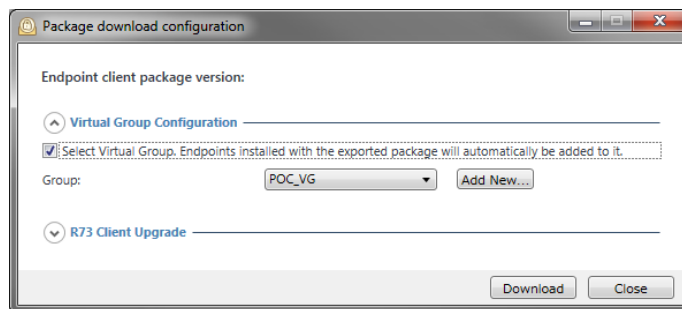 Package download configuration
Endpoint client package version:
Virtual Group Configuration
Select Virtual Group. Endpoints installed with the exported package will automatically be added to it.
Group: POC_VG Add New...
R73 Client Upgrade
Download Close